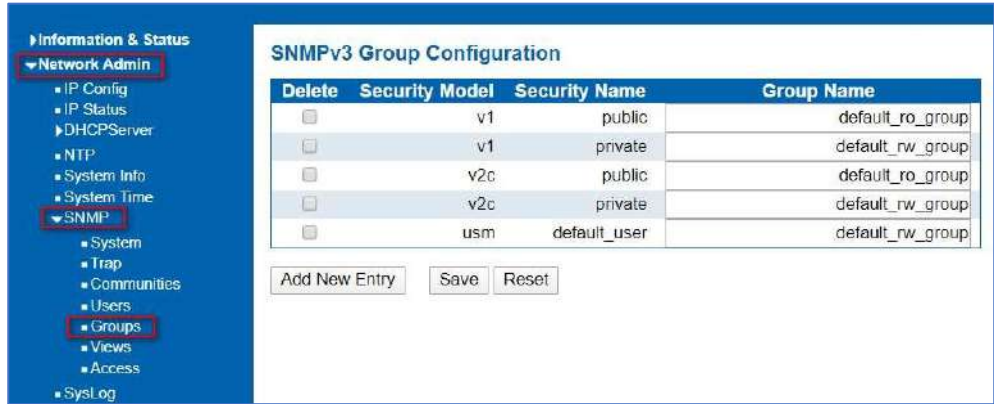 Information & Status
Network Admin
IP Config
IP Status
DHCPServer
NTP
System Info
System Time
SNMP
System
Trap
Communities
Users
Groups
Views
Access
SysLog
SNMPv3 Group Configuration
Delete Security Model Security Name Group Name
v1 public default_ro_group
v1 private default_rw_group
v2c public default_ro_group
v2c private default_rw_group
usm default_user default_rw_group
Add New Entry Save Reset